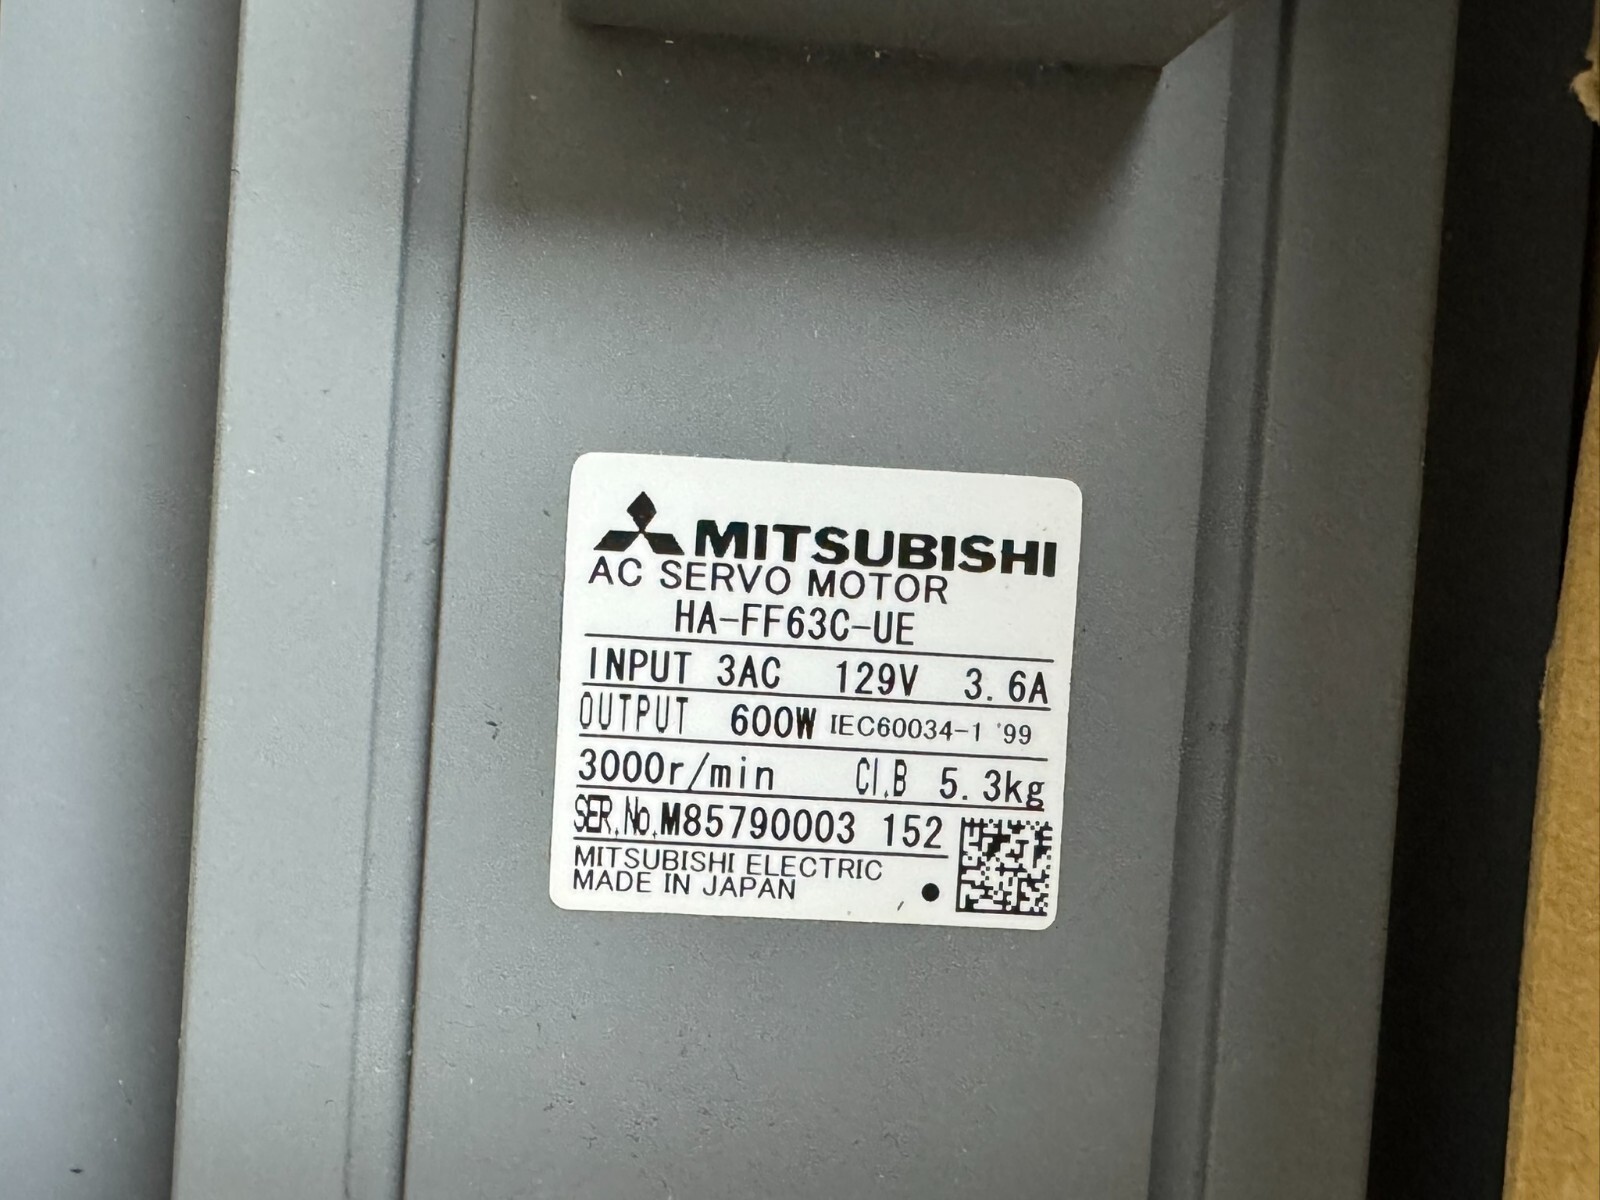 MITSUBISHI
AC SERVO MOTOR
HA-FF63C-UE
INPUT 3AC 129V 3.6A
OUTPUT 600W IEC60034-1 '99
3000r/min CI.B 5.3kg
SER.No.M85790003 152
MITSUBISHI ELECTRIC
MADE IN JAPAN